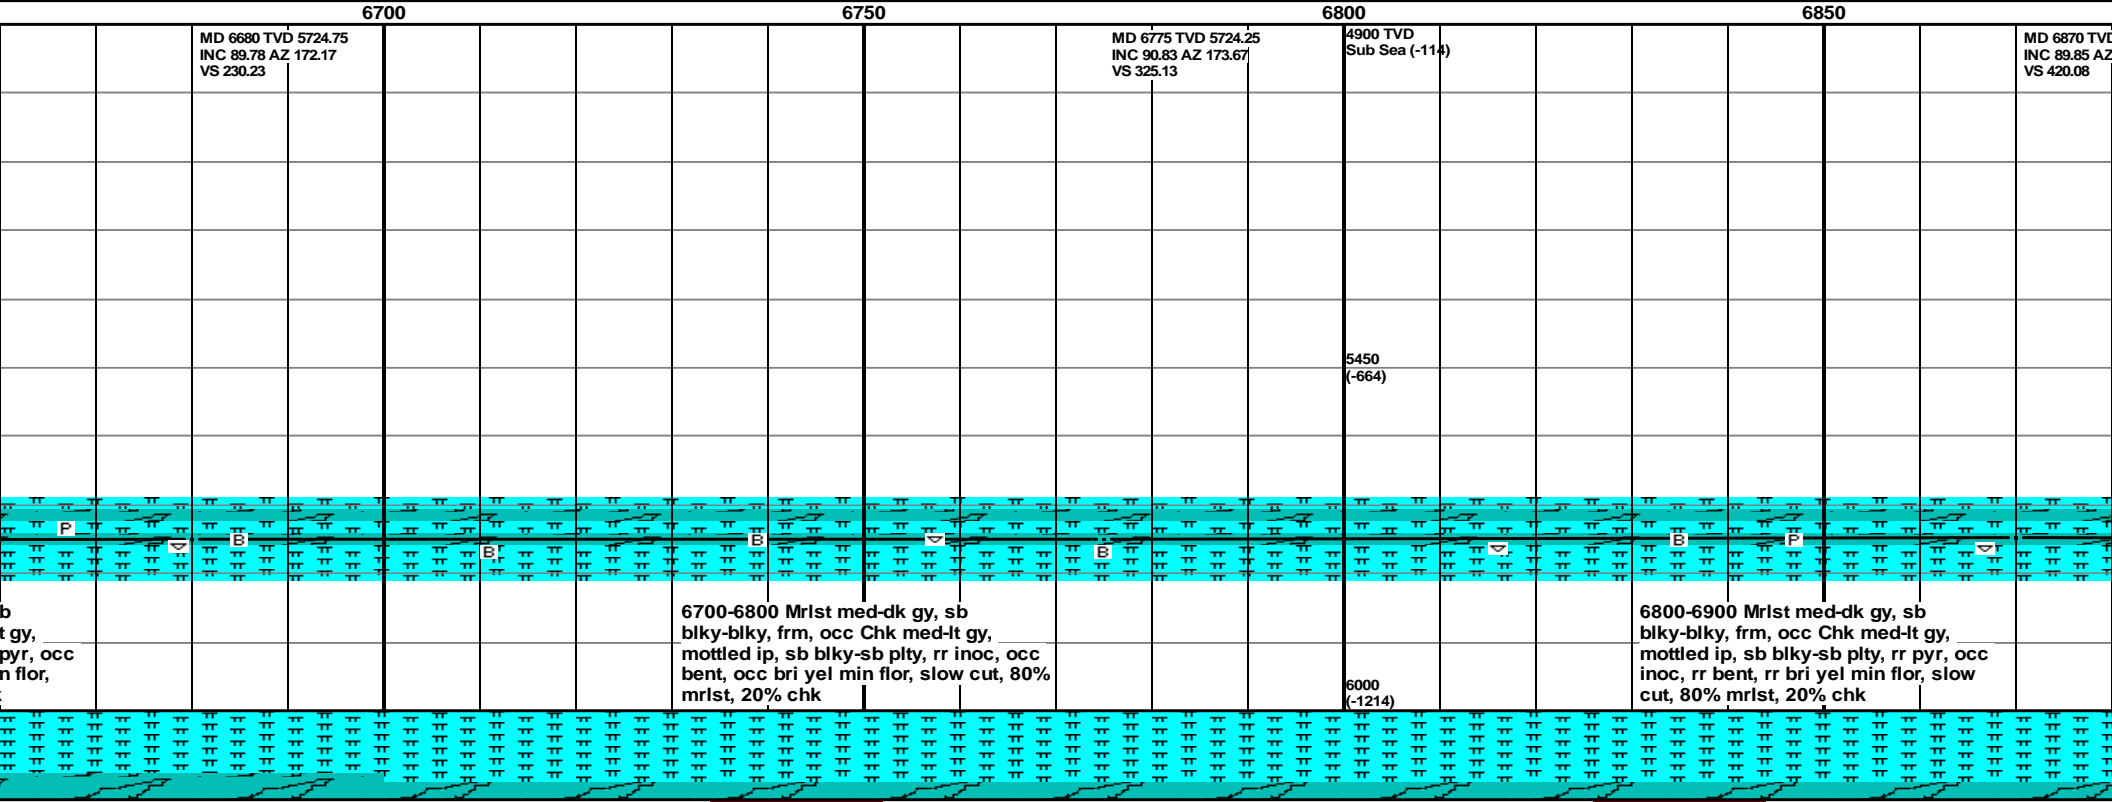 6700
6750
6800
6850
MD 6680 TVD 5724.75
INC 89.78 AZ 172.17
VS 230.23
MD 6775 TVD 5724.25
INC 90.83 AZ 173.67
VS 325.13
4900 TVD
Sub Sea (-114)
MD 6870 TVD
INC 89.85 AZ
VS 420.08
5450
(-664)
P
B
B
B
B
B
P
b
t gy,
pyr, occ
n flor,
6700-6800 Mrlst med-dk gy, sb
blky-blky, frm, occ Chk med-lt gy,
mottled ip, sb blky-sb plty, rr inoc, occ
bent, occ bri yel min flor, slow cut, 80%
mrlst, 20% chk
6000
(-1214)
6800-6900 Mrlst med-dk gy, sb
blky-blky, frm, occ Chk med-lt gy,
mottled ip, sb blky-sb plty, rr pyr, occ
inoc, rr bent, rr bri yel min flor, slow
cut, 80% mrlst, 20% chk